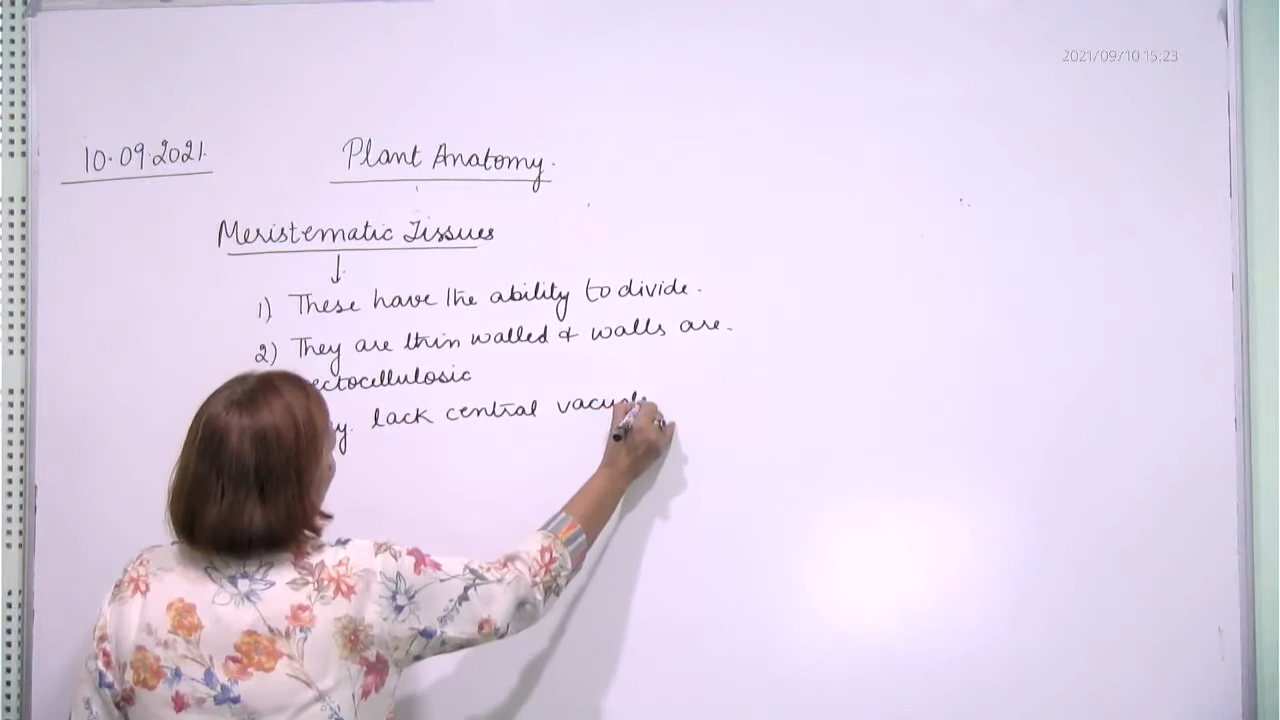 2021/09/10 15:23
10.09.2021.
Plant Anatomy.
Meristematic Tissues
1) These have the ability to divide.
2) They are thin walled & walls are.
ectocellulosic
y. lack central